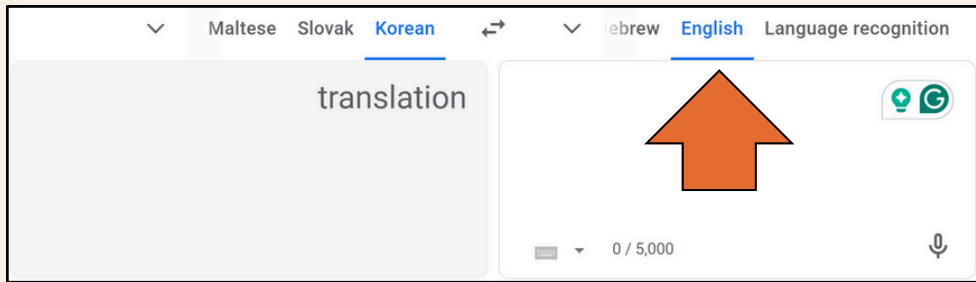 Maltese Slovak Korean ebrew English Language recognition
translation
0 / 5,000